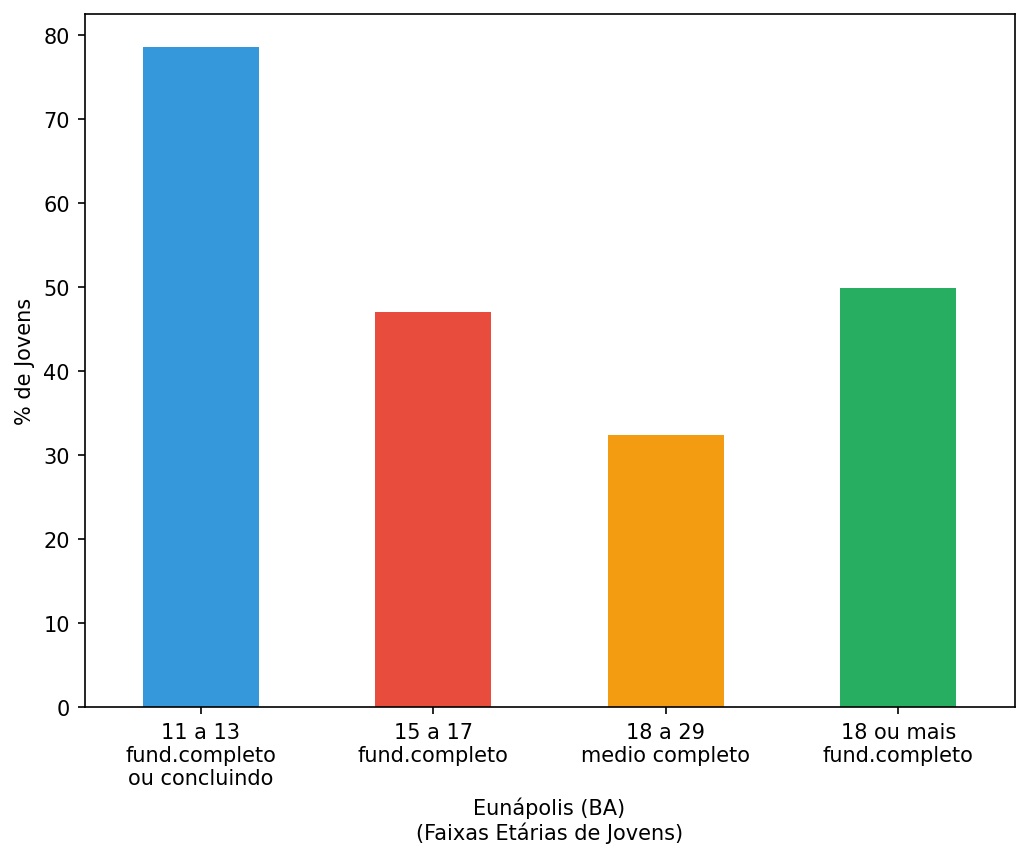 80
70
60
50
40
30
20
10
0
% de Jovens
11 a 13
fund.completo
ou concluindo
15 a 17
fund.completo
18 a 29
medio completo
18 ou mais
fund.completo
Eunápolis (BA)
(Faixas Etárias de Jovens)